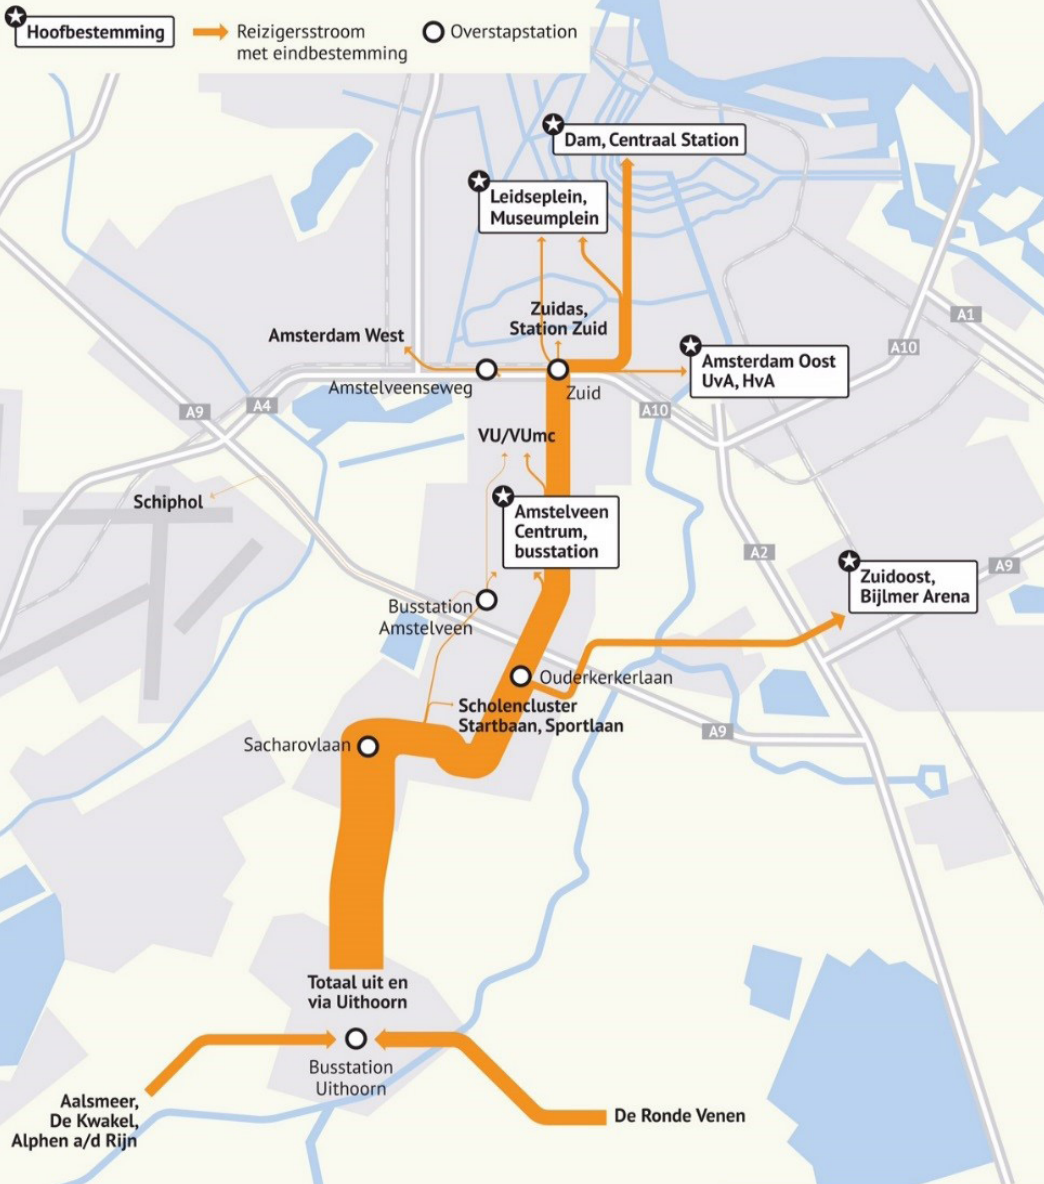 Hoofbestemming
Reizigersstroom
met eindbestemming
Overstapstation
Dam, Centraal Station
Leidseplein,
Museumplein
Zuidas,
Station Zuid
Amsterdam West
Amstelveenseweg
Zuid
Amsterdam Oost
UvA, HvA
A1
A10
A10
A9
A4
VU/VUmc
Schiphol
Amstelveen
Centrum,
busstation
A2
A9
Zuidoost,
Bijlmer Arena
Busstation
Amstelveen
Ouderkerkerlaan
Scholencluster
Startbaan, Sportlaan
Sacharovlaan
A9
Totaal uit en
via Uithoorn
Busstation
Uithoorn
Aalsmeer,
De Kwakel,
Alphen a/d Rijn
De Ronde Venen